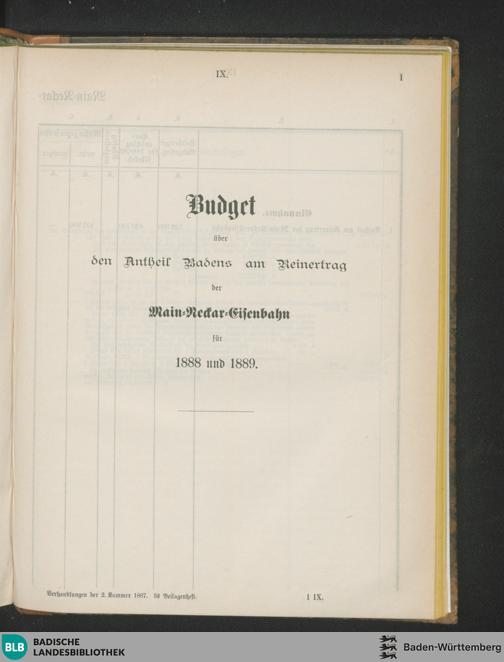 IX.
1
Budget
über
den Antheil Badens am Reinertrag
der
Main-Neckar-Eisenbahn
für
1888 und 1889.
Verhandlungen der 2. Kammer 1887. Beilagenheft.
1 IX.
BLB BADISCHE
LANDESBIBLIOTHEK
Baden-Württemberg